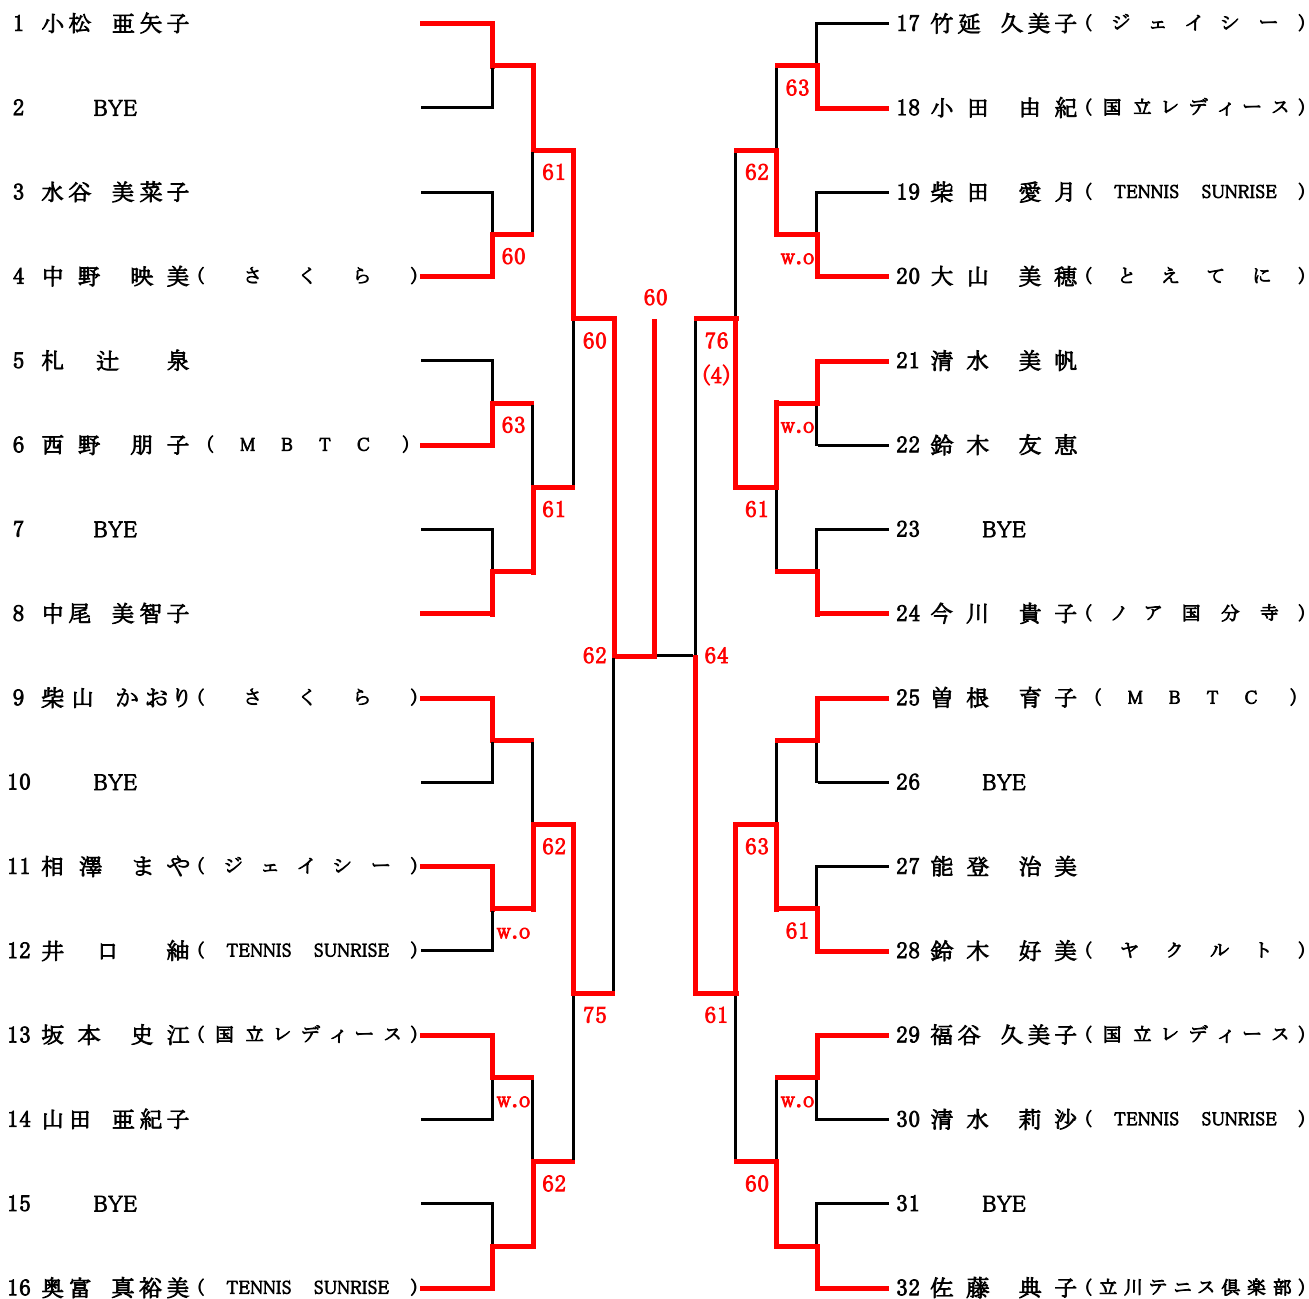 1 小松 亜矢子
2 BYE
61
3 水谷 美菜子
60
4 中野 映美(さくら)
60
5 札辻 泉
63
6 西野 朋子(MBTC)
61
7 BYE
8 中尾 美智子
62
9 柴山 かおり(さくら)
10 BYE
62
11 相澤 まや(ジェイシー)
w.o
12 井口 紬(TENNIS SUNRISE)
75
13 坂本 史江(国立レディース)
w.o
14 山田 亜紀子
62
15 BYE
16 奥富 真裕美(TENNIS SUNRISE)
60
17 竹延 久美子(ジェイシー)
63
18 小田 由紀(国立レディース)
62
19 柴田 愛月(TENNIS SUNRISE)
w.o
20 大山 美穂(とえてに)
76
(4)
21 清水 美帆
w.o
22 鈴木 友恵
61
23 BYE
24 今川 貴子(ノア国分寺)
64
25 曽根 育子(MBTC)
26 BYE
63
27 能登 治美
61
28 鈴木 好美(ヤクルト)
61
29 福谷 久美子(国立レディース)
w.o
30 清水 莉沙(TENNIS SUNRISE)
60
31 BYE
32 佐藤 典子(立川テニス倶楽部)